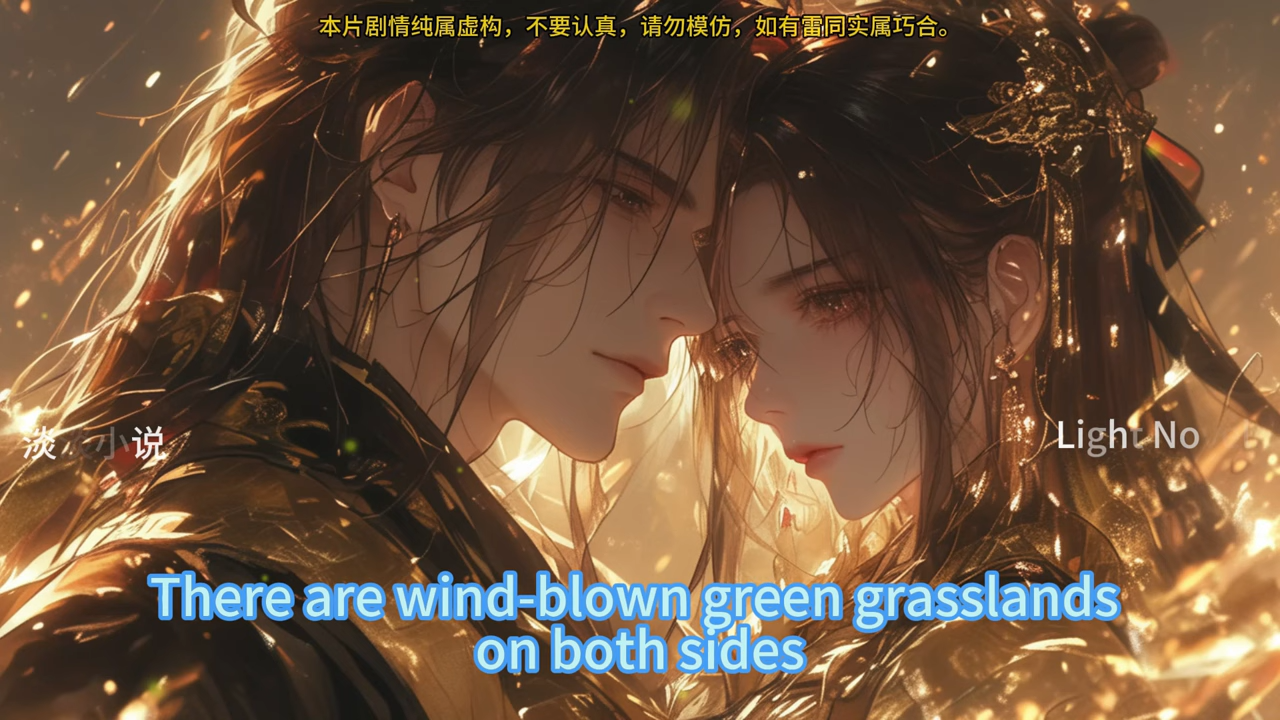 本片剧情纯属虚构，不要认真，请勿模仿，如有雷同实属巧合。
淡 小说
Light No
There are wind-blown green grasslands
on both sides